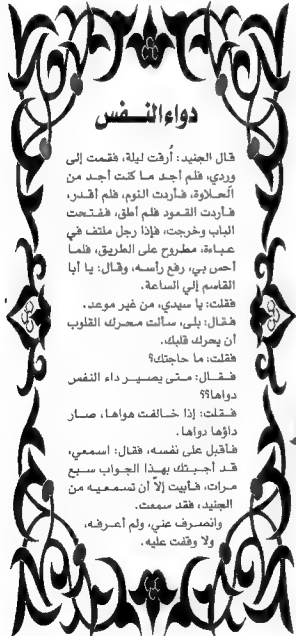 دواء النفس
قال الجنيد: أرقت ليلة، فقمت إلى
وردي، فلم أجد ما كنت أجد من
الحلاوة، فأردت النوم، فلم أقدر،
فأردت القعود فلم أطق، ففتحت
الباب وخرجت، فإذا رجل ملتف في
عباءة، مطروح على الطريق، فلما
أحس بي، رفع رأسه، وقال: يا أبا
القاسم إلي الساعة.
فقلت: يا سيدي، من غير موعد.
فقال: بلى، سألت محرك القلوب
أن يحرك قلبك.
فقلت: ما حاجتك؟
فقال: متى يصير داء النفس
دواها؟؟
فقلت: إذا خالفت هواها، صار
داؤها دواها.
فأقبل على نفسه، فقال: اسمعي،
قد أجبتك بهذا الجواب سبع
مرات، فأبيت إلاّ أن تسمعيه من
الجنيد، فقد سمعت.
وانصرف عني، ولم أعرفه،
ولا وقفت عليه.